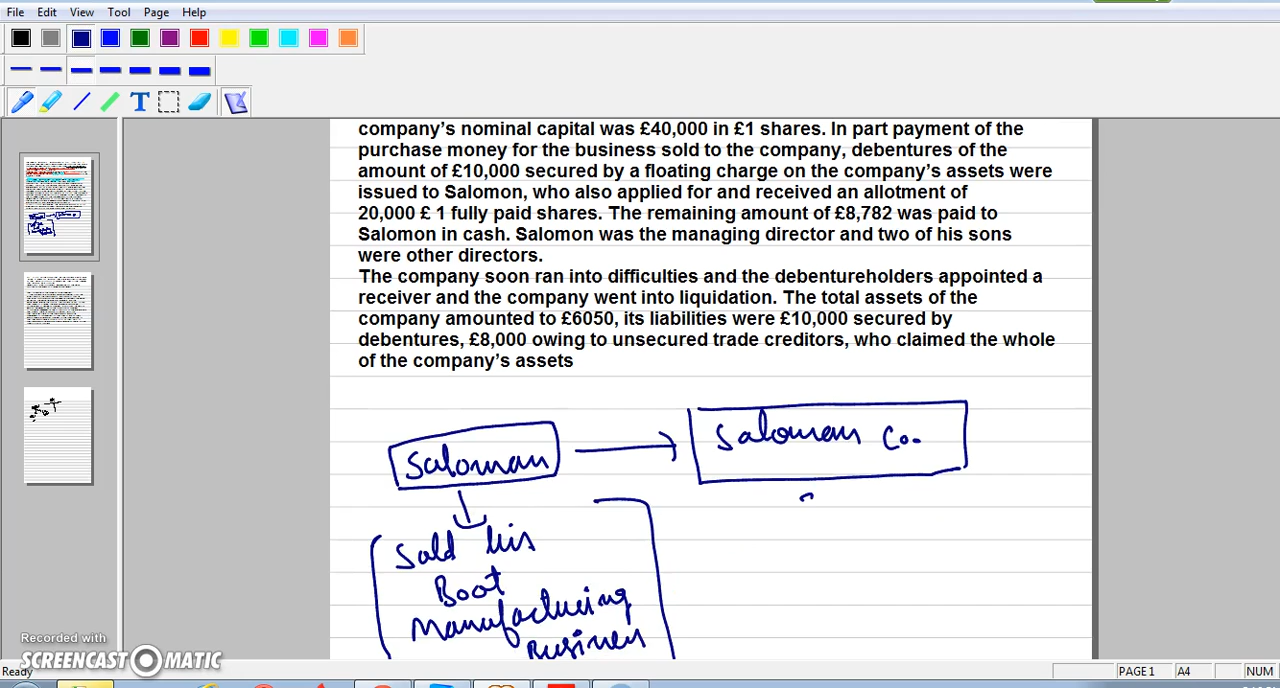 File Edit View Tool Page Help
T
company's nominal capital was £40,000 in £1 shares. In part payment of the
purchase money for the business sold to the company, debentures of the
amount of £10,000 secured by a floating charge on the company's assets were
issued to Salomon, who also applied for and received an allotment of
20,000 £ 1 fully paid shares. The remaining amount of £8,782 was paid to
Salomon in cash. Salomon was the managing director and two of his sons
were other directors.
The company soon ran into difficulties and the debentureholders appointed a
receiver and the company went into liquidation. The total assets of the
company amounted to £6050, its liabilities were £10,000 secured by
debentures, £8,000 owing to unsecured trade creditors, who claimed the whole
of the company's assets
Saloman
Saloman Co.
Sold his
Boot
Manufacturing
Business
Recorded with
SCREENCAST MATIC
Ready
PAGE1 A4 NUM